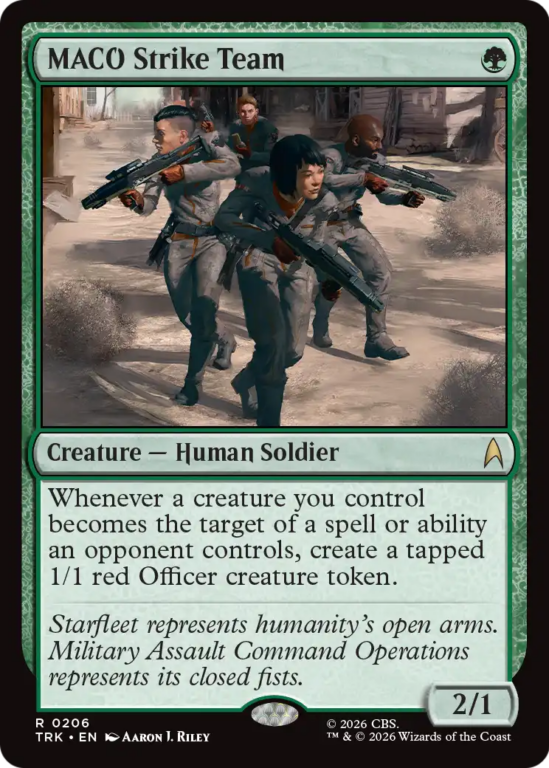 MACO Strike Team
Creature — Human Soldier
Whenever a creature you control
becomes the target of a spell or ability
an opponent controls, create a tapped
1/1 red Officer creature token.
Starfleet represents humanity's open arms.
Military Assault Command Operations
represents its closed fists.
2/1
R 0206
TRK • EN Aaron J. Riley
© 2026 CBS.
™ & © 2026 Wizards of the Coast